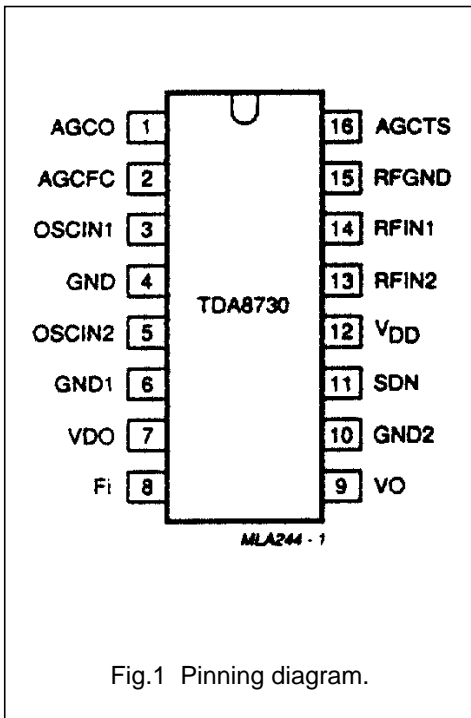 AGCO 1 16 AGCTS
AGCFC 2 15 RFGND
OSCIN1 3 14 RFIN1
GND 4 13 RFIN2
TDA8730
OSCIN2 5 12 VDD
GND1 6 11 SDN
VDO 7 10 GND2
Fi 8 9 VO
MLA244 - 1
Fig.1 Pinning diagram.